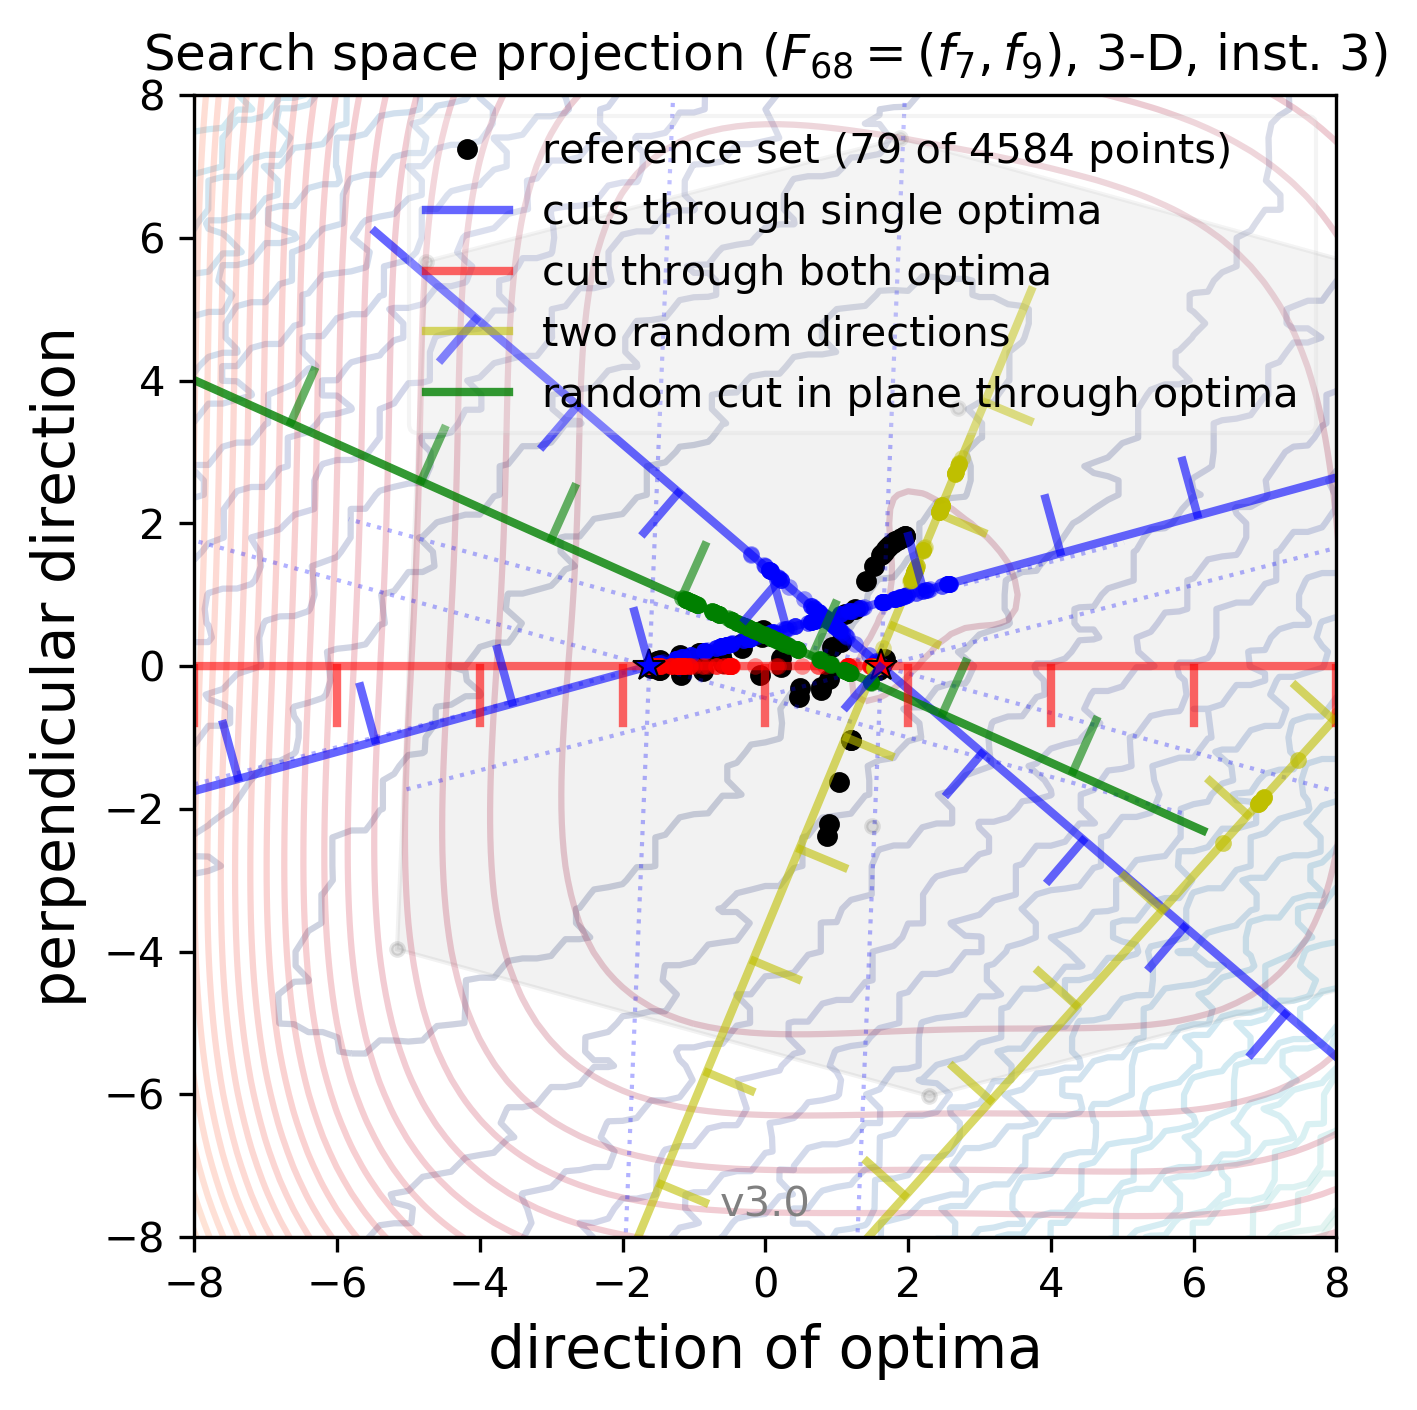 Search space projection (F68 = (f7, f9), 3-D, inst. 3)
reference set (79 of 4584 points)
cuts through single optima
cut through both optima
two random directions
random cut in plane through optima
perpendicular direction
8
6
4
2
0
−2
−4
−6
−8
v3.0
−8 −6 −4 −2 0 2 4 6 8
direction of optima